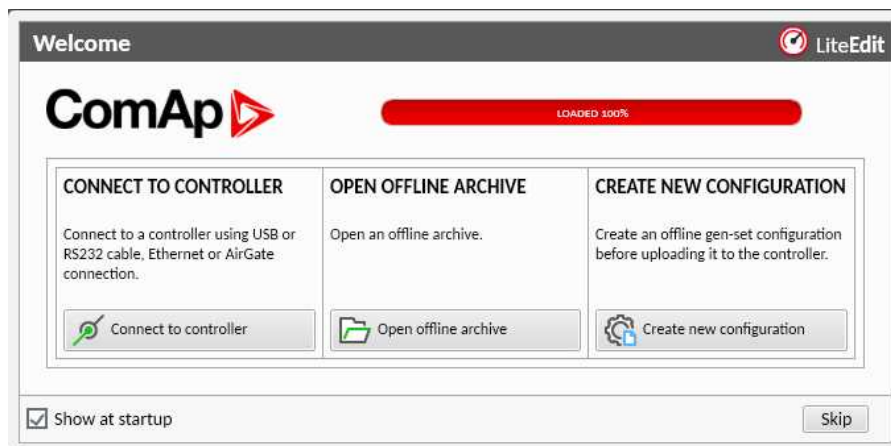 Welcome
LiteEdit
ComAp
LOADED 100%
CONNECT TO CONTROLLER
Connect to a controller using USB or
RS232 cable, Ethernet or AirGate
connection.
Connect to controller
OPEN OFFLINE ARCHIVE
Open an offline archive.
Open offline archive
CREATE NEW CONFIGURATION
Create an offline gen-set configuration
before uploading it to the controller.
Create new configuration
Show at startup
Skip